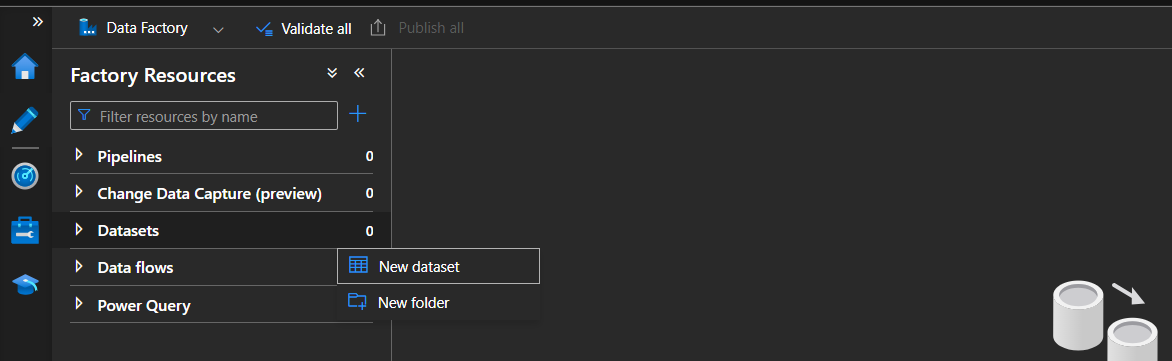 Data Factory Validate all Publish all
Factory Resources
Filter resources by name
Pipelines 0
Change Data Capture (preview) 0
Datasets 0
Data flows
New dataset
Power Query
New folder